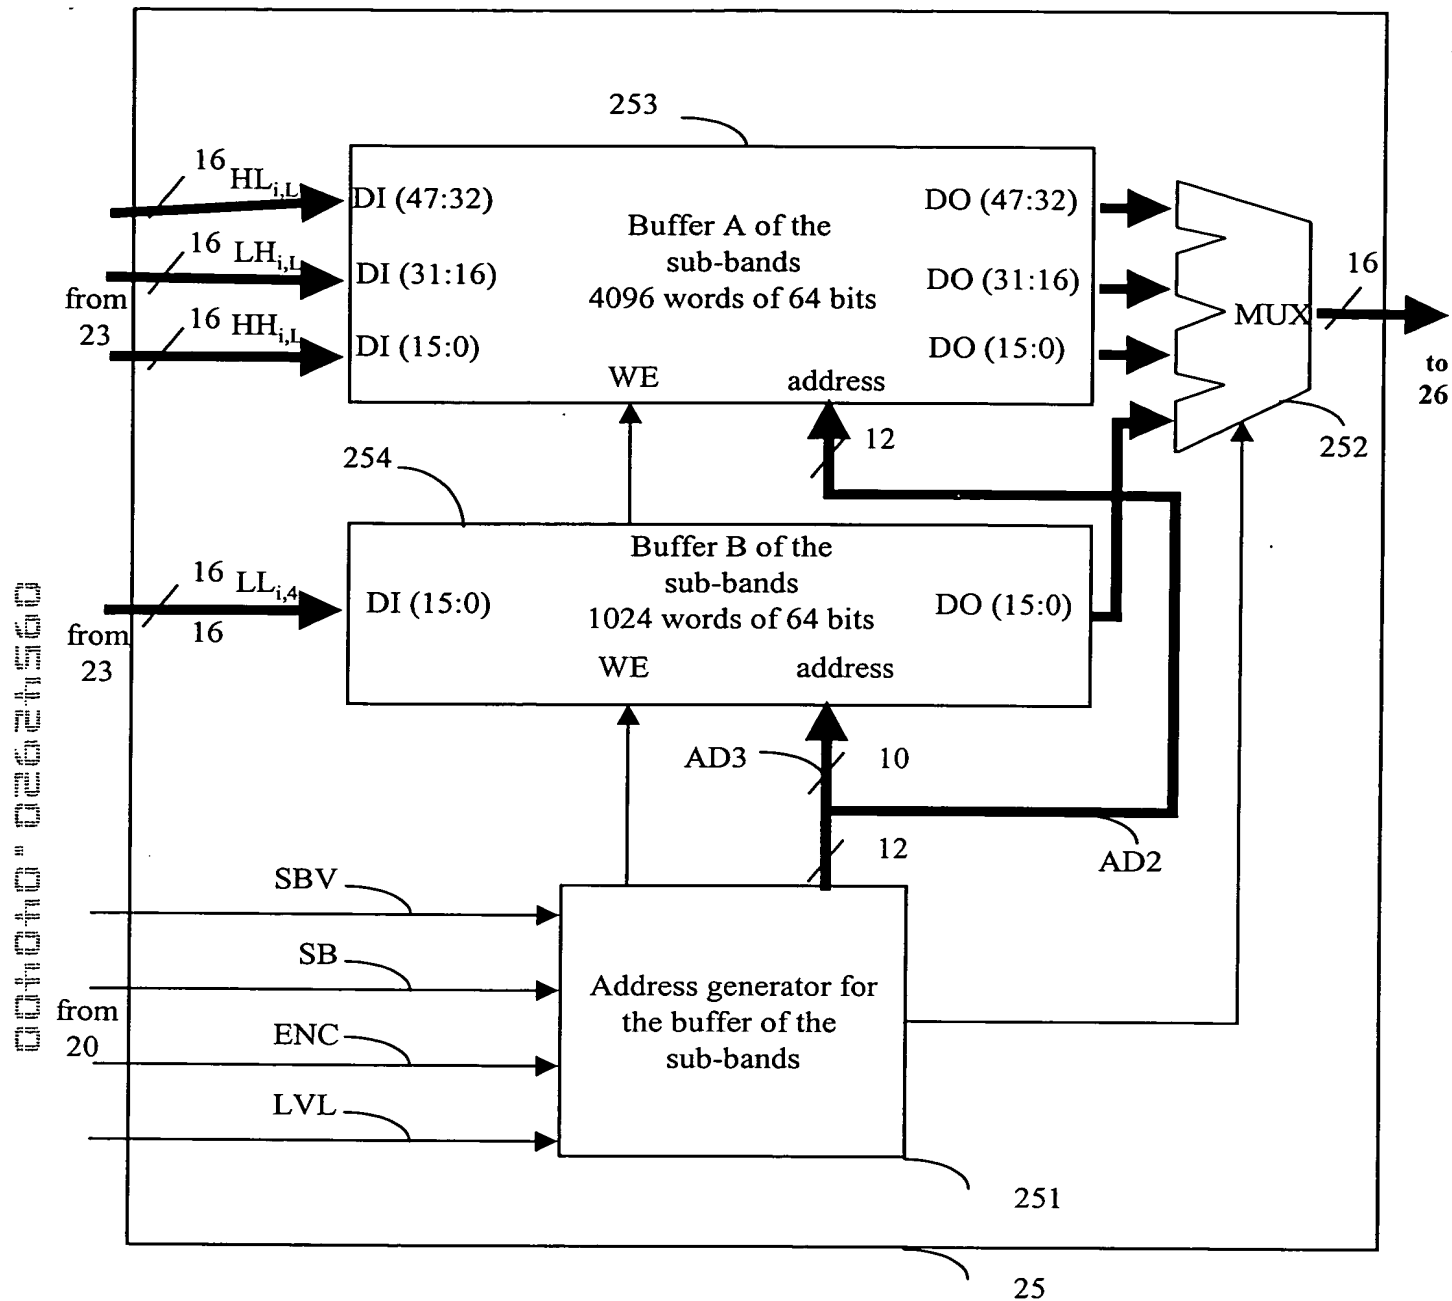 253
16 HLi,L
DI (47:32)
DO (47:32)
Buffer A of the
sub-bands
4096 words of 64 bits
16 LHi,L
DI (31:16)
DO (31:16)
from
23
16 HHi,L
DI (15:0)
DO (15:0)
WE
address
MUX
16
to
26
12
252
254
Buffer B of the
sub-bands
1024 words of 64 bits
16 LLi,4
16
DI (15:0)
DO (15:0)
from
23
WE
address
AD3
10
12
AD2
SBV
SB
from
20
ENC
LVL
Address generator for
the buffer of the
sub-bands
251
25